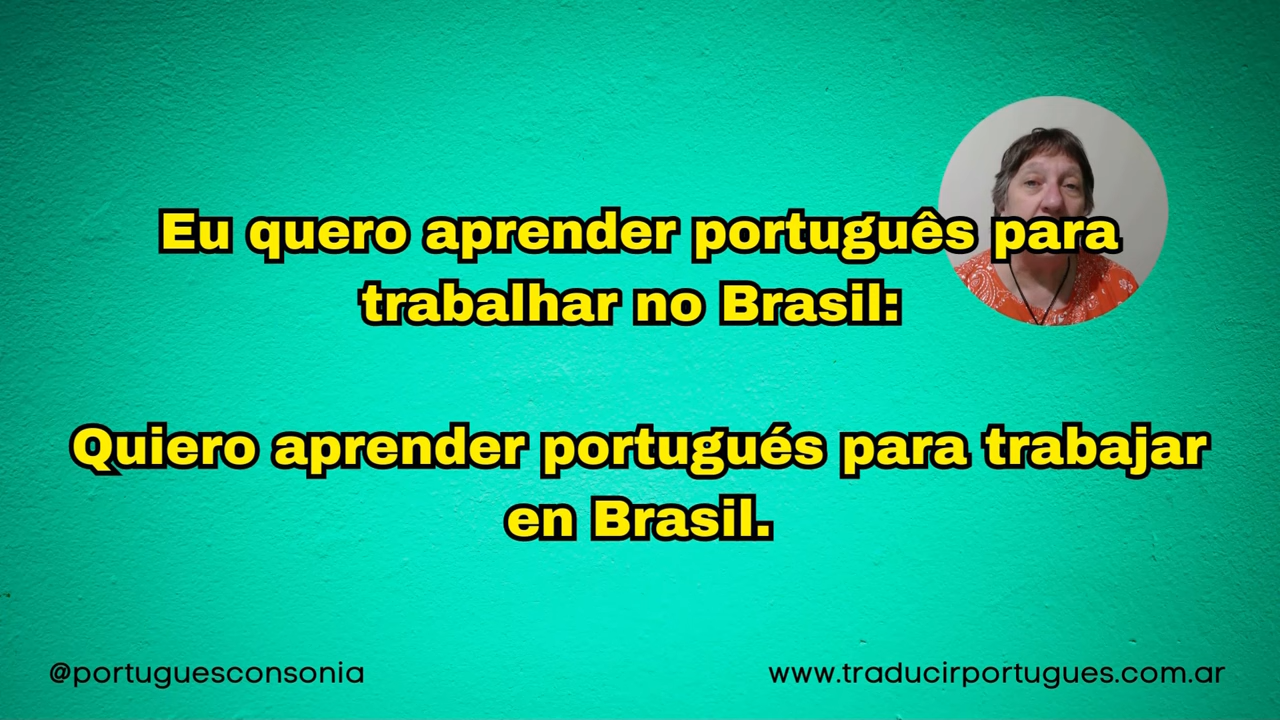 Eu quero aprender português para
trabalhar no Brasil:
Quiero aprender portugués para trabajar
en Brasil.
@portuguesconsonia
www.traducirportugues.com.ar